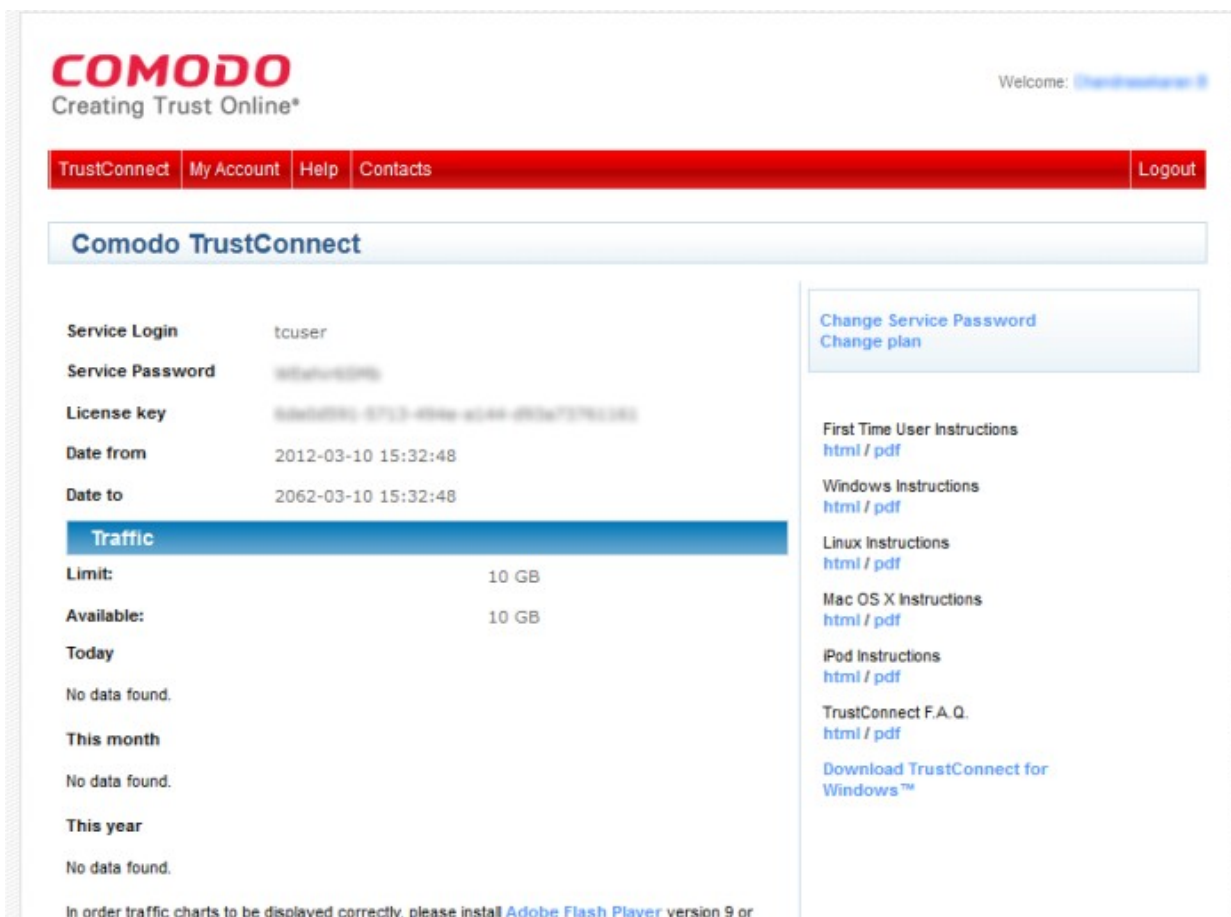 COMODO
Creating Trust Online®
Welcome:
TrustConnect My Account Help Contacts Logout
Comodo TrustConnect
Service Login tcuser
Service Password
License key
Date from 2012-03-10 15:32:48
Date to 2062-03-10 15:32:48
Traffic
Limit: 10 GB
Available: 10 GB
Today
No data found.
This month
No data found.
This year
No data found.
In order traffic charts to be displayed correctly, please install Adobe Flash Player version 9 or
Change Service Password
Change plan
First Time User Instructions
html / pdf
Windows Instructions
html / pdf
Linux Instructions
html / pdf
Mac OS X Instructions
html / pdf
iPod Instructions
html / pdf
TrustConnect F.A.Q.
html / pdf
Download TrustConnect for
Windows™